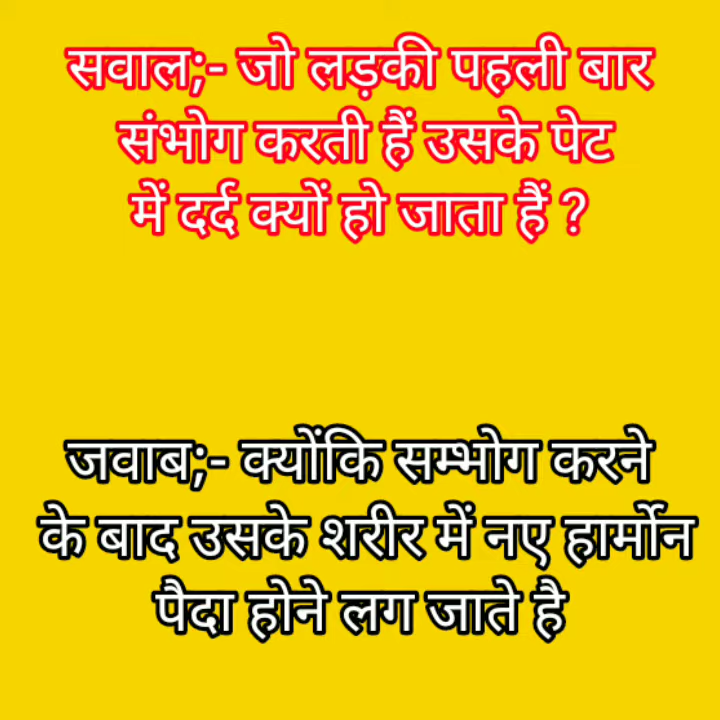 सवाल;- जो लड़की पहली बार
संभोग करती हैं उसके पेट
में दर्द क्यों हो जाता हैं ?
जवाब;- क्योंकि सम्भोग करने
के बाद उसके शरीर में नए हार्मोन
पैदा होने लग जाते है